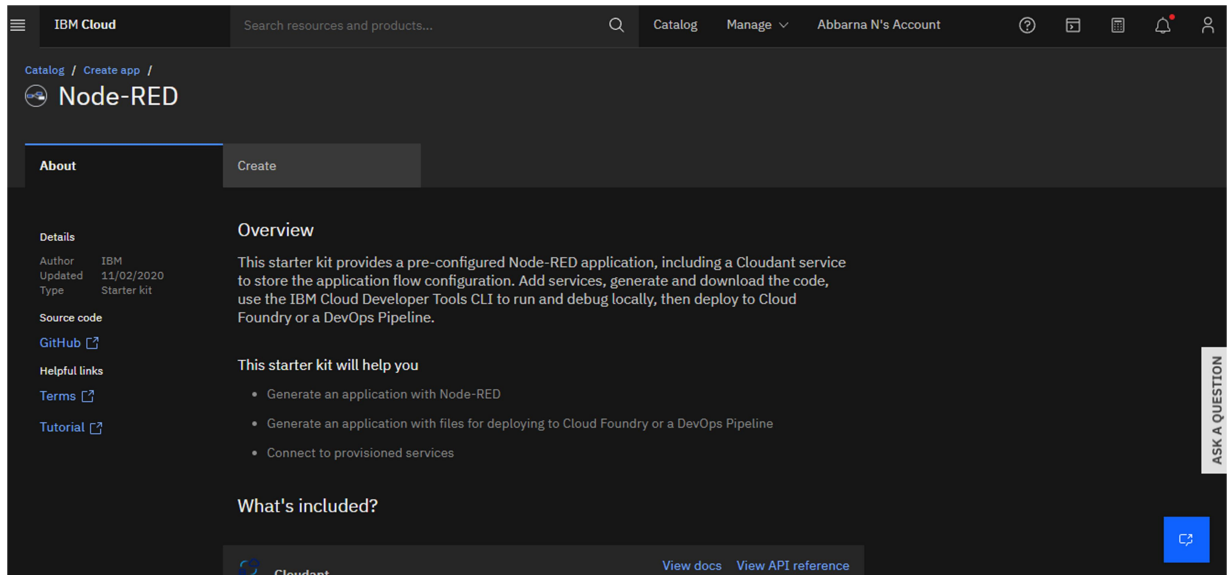 IBM Cloud
Search resources and products...
Catalog
Manage
Abbarna N's Account
Catalog / Create app /
Node-RED
About
Create
Details
Author IBM
Updated 11/02/2020
Type Starter kit
Source code
GitHub
Helpful links
Terms
Tutorial
Overview
This starter kit provides a pre-configured Node-RED application, including a Cloudant service
to store the application flow configuration. Add services, generate and download the code,
use the IBM Cloud Developer Tools CLI to run and debug locally, then deploy to Cloud
Foundry or a DevOps Pipeline.
This starter kit will help you
Generate an application with Node-RED
Generate an application with files for deploying to Cloud Foundry or a DevOps Pipeline
Connect to provisioned services
What's included?
Cloudant
View docs
View API reference
ASK A QUESTION